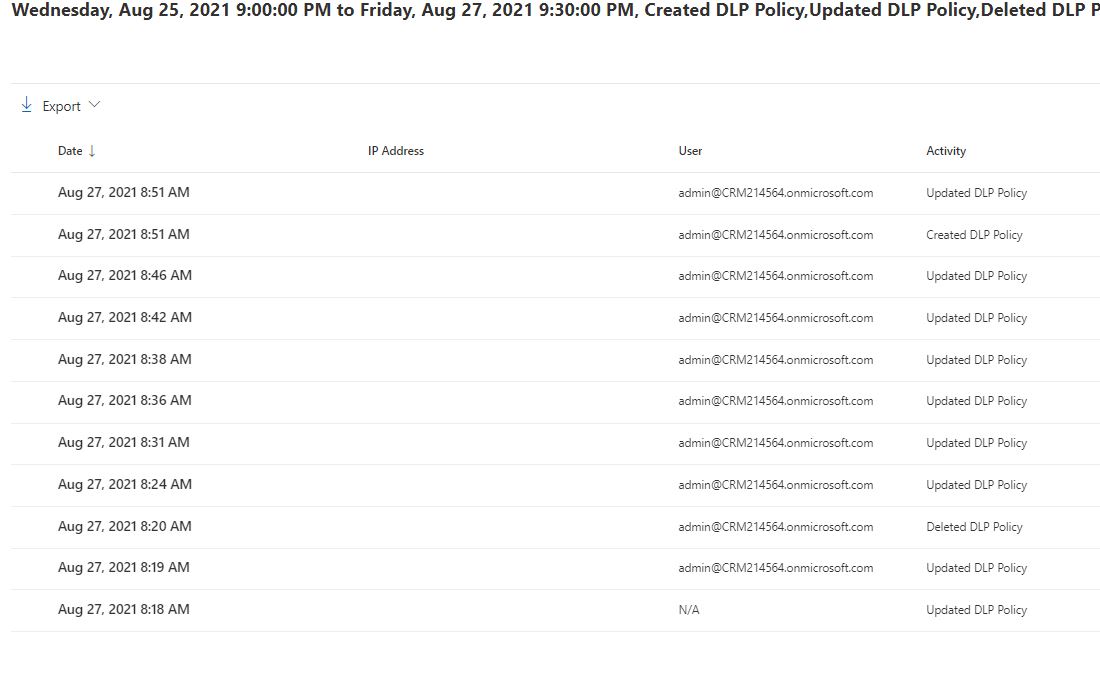 Wednesday, Aug 25, 2021 9:00:00 PM to Friday, Aug 27, 2021 9:30:00 PM, Created DLP Policy,Updated DLP Policy,Deleted DLP P
Export
Date ↓ IP Address User Activity
Aug 27, 2021 8:51 AM admin@CRM214564.onmicrosoft.com Updated DLP Policy
Aug 27, 2021 8:51 AM admin@CRM214564.onmicrosoft.com Created DLP Policy
Aug 27, 2021 8:46 AM admin@CRM214564.onmicrosoft.com Updated DLP Policy
Aug 27, 2021 8:42 AM admin@CRM214564.onmicrosoft.com Updated DLP Policy
Aug 27, 2021 8:38 AM admin@CRM214564.onmicrosoft.com Updated DLP Policy
Aug 27, 2021 8:36 AM admin@CRM214564.onmicrosoft.com Updated DLP Policy
Aug 27, 2021 8:31 AM admin@CRM214564.onmicrosoft.com Updated DLP Policy
Aug 27, 2021 8:24 AM admin@CRM214564.onmicrosoft.com Updated DLP Policy
Aug 27, 2021 8:20 AM admin@CRM214564.onmicrosoft.com Deleted DLP Policy
Aug 27, 2021 8:19 AM admin@CRM214564.onmicrosoft.com Updated DLP Policy
Aug 27, 2021 8:18 AM N/A Updated DLP Policy